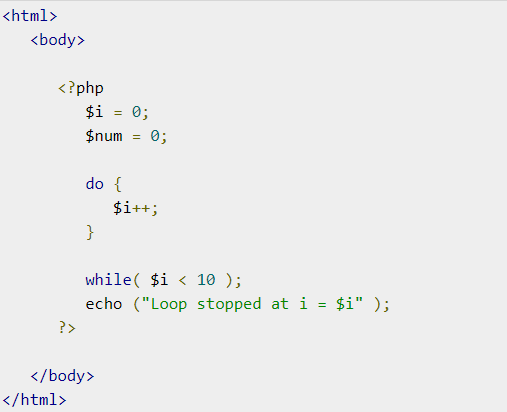 <html>
<body>
<?php
$i = 0;
$num = 0;
do {
$i++;
}
while( $i < 10 );
echo ("Loop stopped at i = $i" );
?>
</body>
</html>